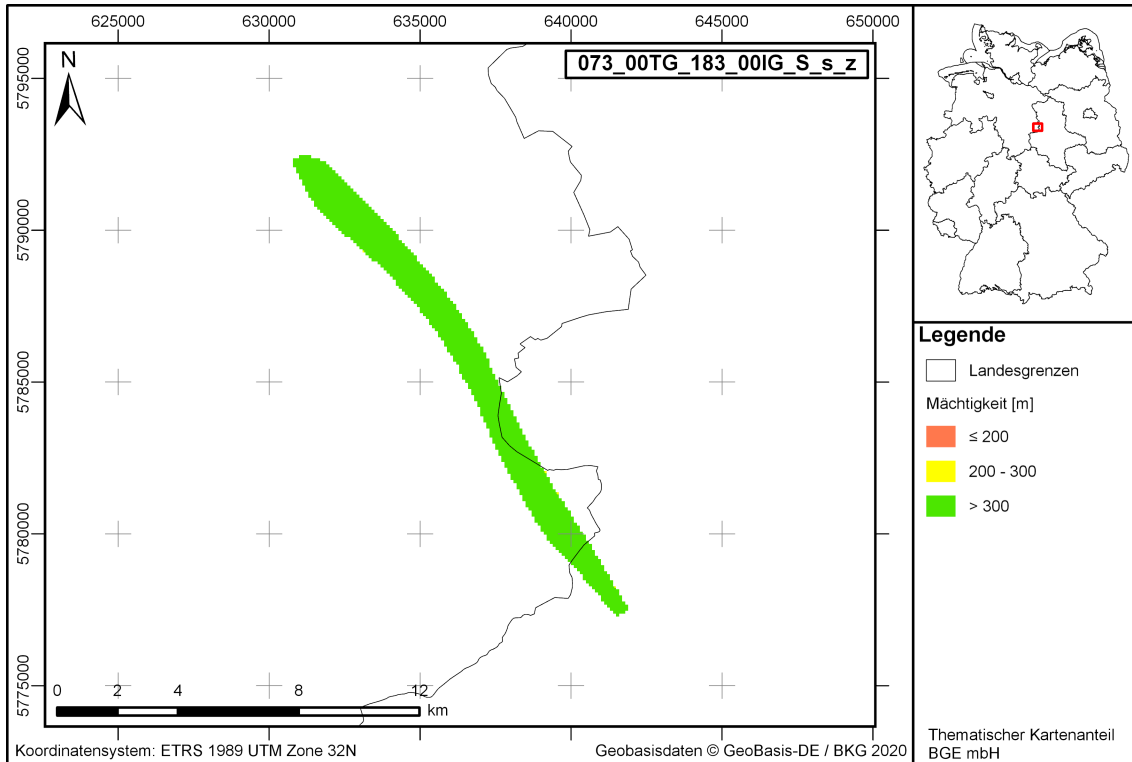 625000 630000 635000 640000 645000 650000
073_00TG_183_00IG_S_s_z
N
5795000
5790000
5785000
5780000
5775000
0 2 4 8 12
km
Koordinatensystem: ETRS 1989 UTM Zone 32N
Geobasisdaten © GeoBasis-DE / BKG 2020
Legende
Landesgrenzen
Mächtigkeit [m]
≤ 200
200 - 300
> 300
Thematischer Kartenanteil
BGE mbH